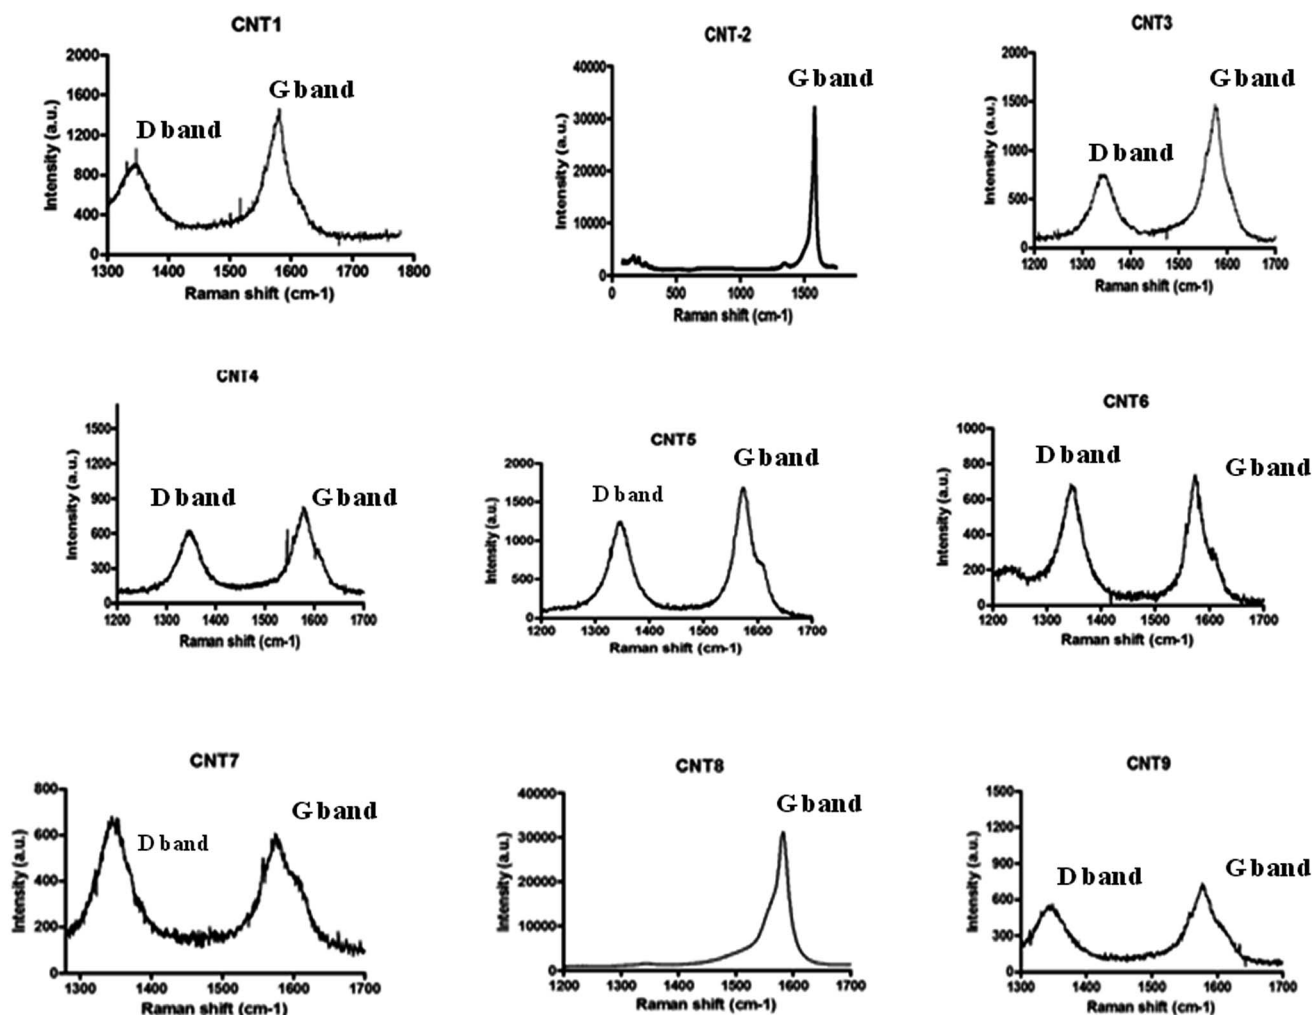 CNT1
2000
1600
1200
800
400
0
Intensity (a.u.)
D band
G band
1300 1400 1500 1600 1700 1800
Raman shift (cm-1)
CNT-2
40000
30000
20000
10000
0
Intensity (a.u.)
G band
0 500 1000 1500
Raman shift (cm-1)
CNT3
2000
1500
1000
500
0
Intensity (a.u.)
D band
G band
1200 1300 1400 1500 1600 1700
Raman shift (cm-1)
CNT4
1500
1200
900
600
300
0
Intensity (a.u.)
D band
G band
1200 1300 1400 1500 1600 1700
Raman shift (cm-1)
CNT5
2000
1500
1000
500
0
Intensity (a.u.)
D band
G band
1200 1300 1400 1500 1600 1700
Raman shift (cm-1)
CNT6
1000
800
600
400
200
0
Intensity (a.u.)
D band
G band
1200 1300 1400 1500 1600 1700
Raman shift (cm-1)
CNT7
800
600
400
200
0
Intensity (a.u.)
D band
G band
1300 1400 1500 1600 1700
Raman shift (cm-1)
CNT8
40000
30000
20000
10000
0
Intensity (a.u.)
G band
1200 1300 1400 1500 1600 1700
Raman shift (cm-1)
CNT9
1500
1200
900
600
300
0
Intensity (a.u.)
D band
G band
1300 1400 1500 1600 1700
Raman shift (cm-1)